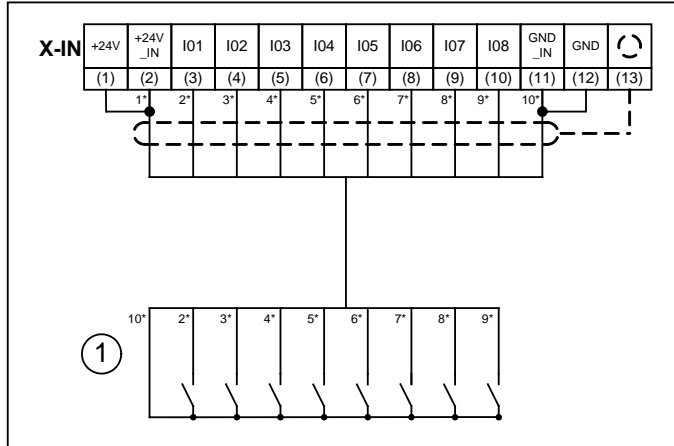 X-IN +24V +24V _IN I01 I02 I03 I04 I05 I06 I07 I08 GND _IN GND
(1) (2) (3) (4) (5) (6) (7) (8) (9) (10) (11) (12) (13)
1* 2* 3* 4* 5* 6* 7* 8* 9* 10*
10* 2* 3* 4* 5* 6* 7* 8* 9*
1